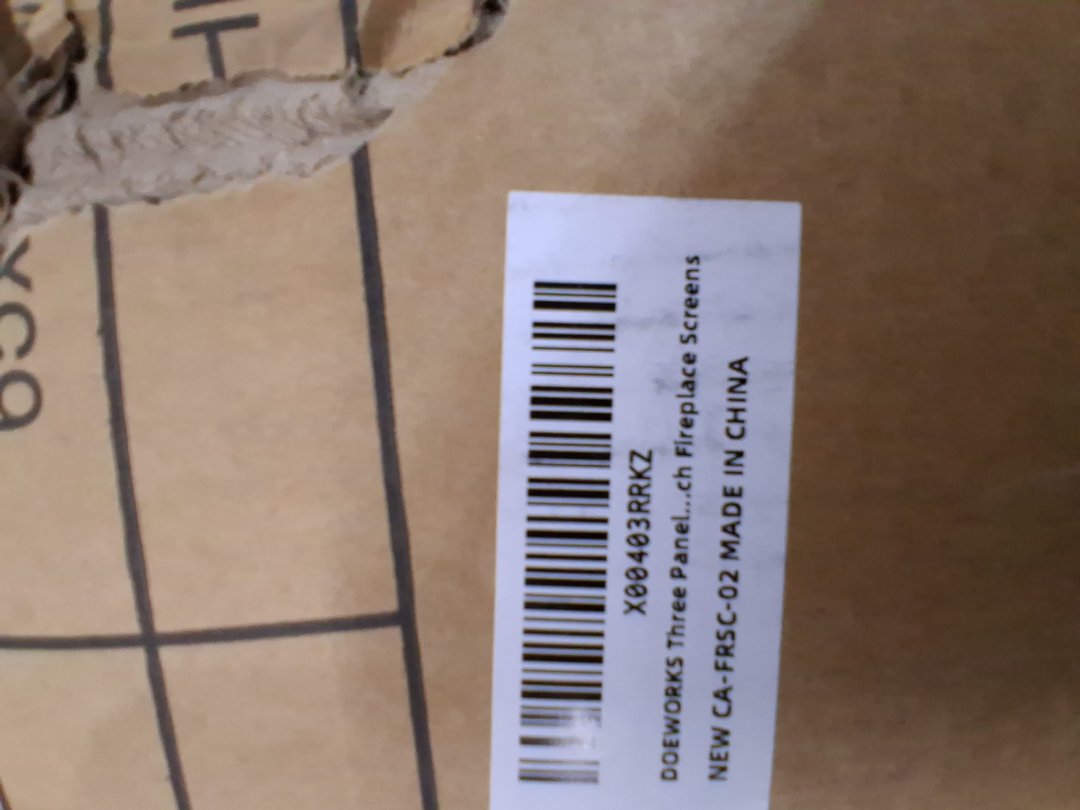 X00403RRKZ
DOEWORKS Three Panel...ch Fireplace Screens
NEW CA-FRSC-02 MADE IN CHINA